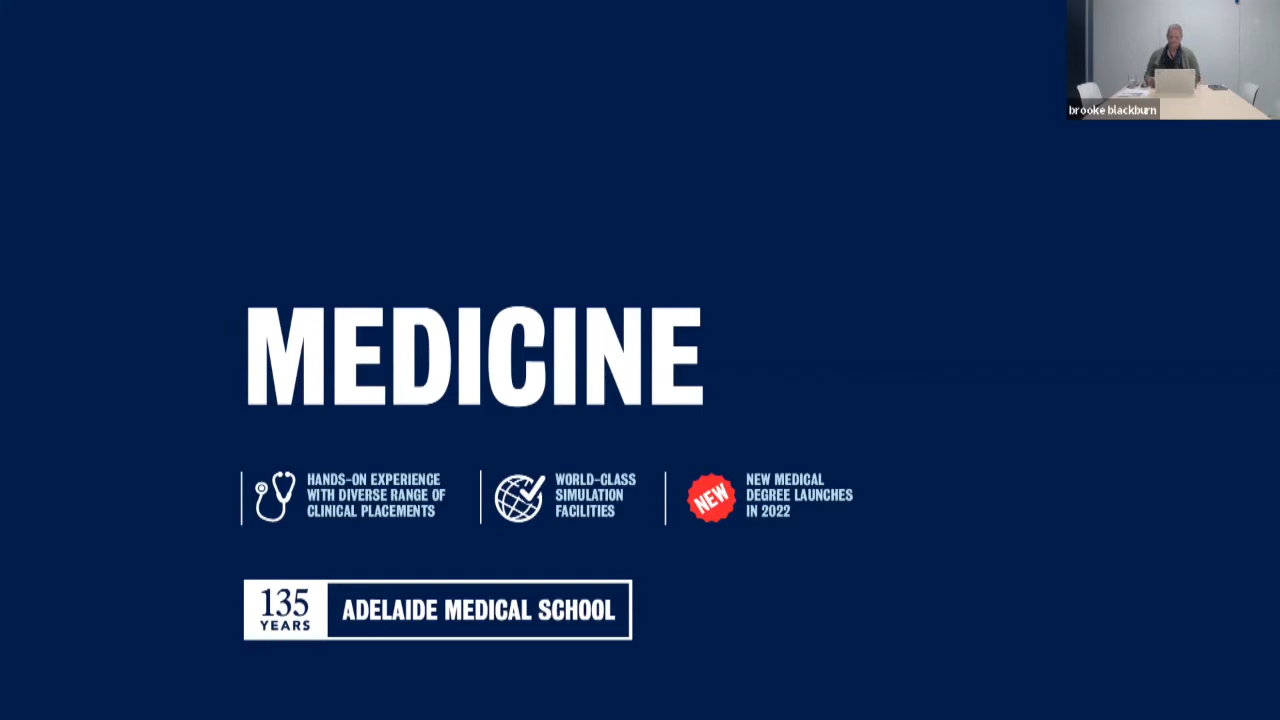 brooke blackburn
MEDICINE
HANDS-ON EXPERIENCE
WITH DIVERSE RANGE OF
CLINICAL PLACEMENTS
WORLD-CLASS
SIMULATION
FACILITIES
NEW
NEW MEDICAL
DEGREE LAUNCHES
IN 2022
135
YEARS
ADELAIDE MEDICAL SCHOOL